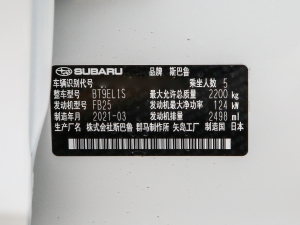 SUBARU 品牌 斯巴鲁
车辆识别代号 乘坐人数 5
整车型号 BT9EL1S 最大允许总质量 2200 kg
发动机型号 FB25 发动机最大净功率 124 kW
制造年月 2021-03 发动机排量 2498 ml
生产厂名 株式会社斯巴鲁 群马制作所 矢岛工厂 制造国 日本